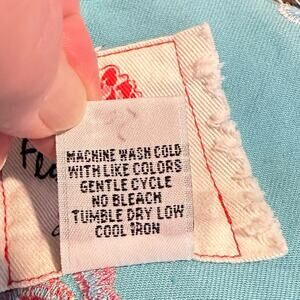 MACHINE WASH COLD
WITH LIKE COLORS
GENTLE CYCLE
NO BLEACH
TUMBLE DRY LOW
COOL IRON